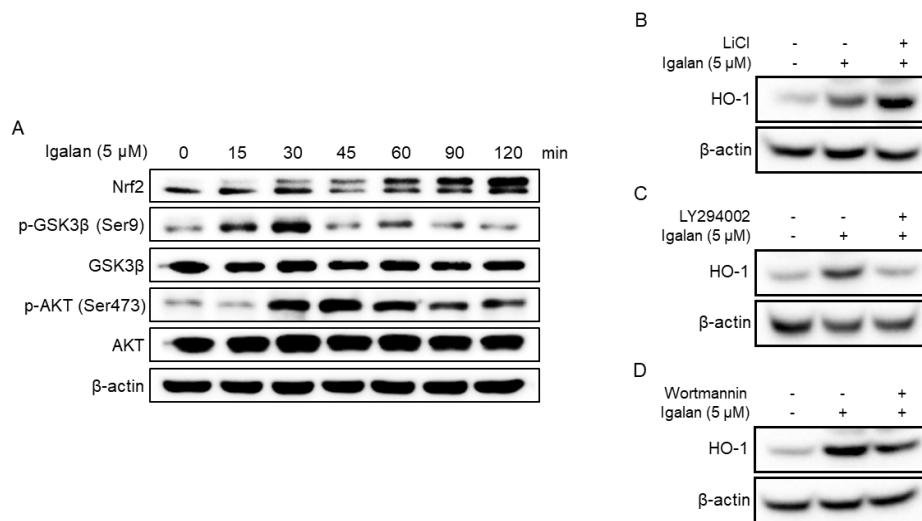 A
Igalan (5 µM) 0 15 30 45 60 90 120 min
Nrf2
p-GSK3β (Ser9)
GSK3β
p-AKT (Ser473)
AKT
β-actin
B
LiCl - - +
Igalan (5 µM) - + +
HO-1
β-actin
C
LY294002 - - +
Igalan (5 µM) - + +
HO-1
β-actin
D
Wortmannin - - +
Igalan (5 µM) - + +
HO-1
β-actin